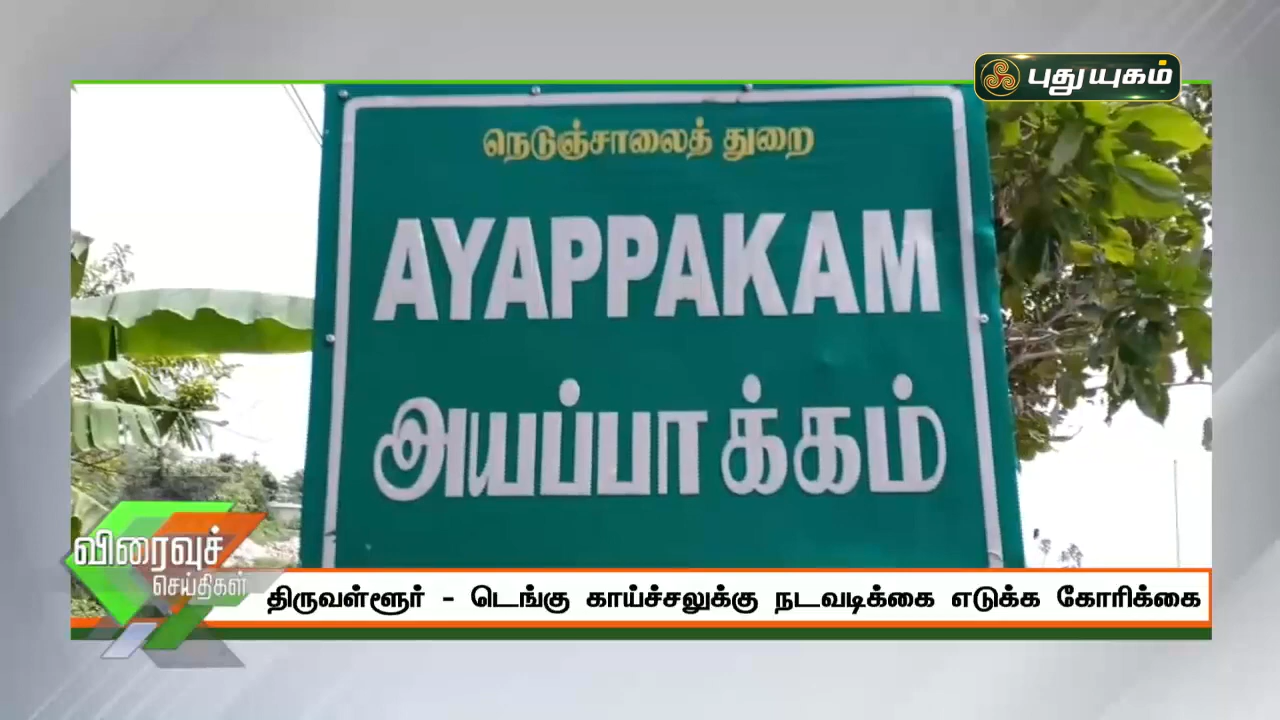 புதுயுகம்
நெடுஞ்சாலைத் துறை
AYAPPAKAM
அயப்பாக்கம்
விரைவுச்
செய்திகள்
திருவள்ளூர் - டெங்கு காய்ச்சலுக்கு நடவடிக்கை எடுக்க கோரிக்கை